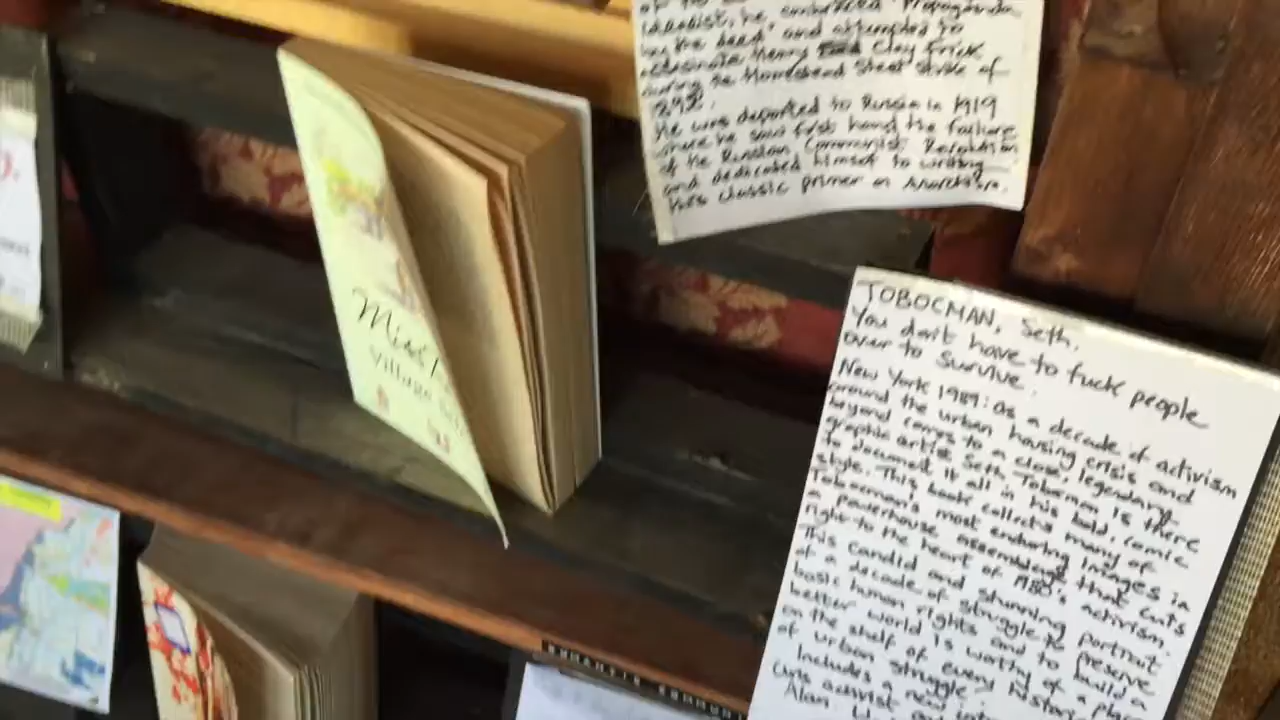 idealist, he embraced Propaganda
by the deed, and attempted to
Henry Clay Frick
during the Homestead Steel Strike of
1892.
He was deported to Russia in 1919
where he saw first hand the failure
of the Russian Communist Revolution
and dedicated himself to writing
this classic primer on Anarchism.
TOBOCMAN, Seth.
You don't have to fuck people
over to Survive.
New York 1989: As a decade of activism
around the urban housing crisis and
beyond comes to a close, legendary
graphic artist Seth Tobocman is there
to document it all in his bold, comic
style. This book collects many of
Tobocman's most enduring images in
a powerhouse assemblage that cuts
right to the heart of 1980's activism.
This candid and stunning portrait
of a decade of struggle to preserve
basic human rights and to build a
better world is worthy of a place
on the shelf of every historian
of urban struggle.
Includes a new
activist
Alan
Miss
Village